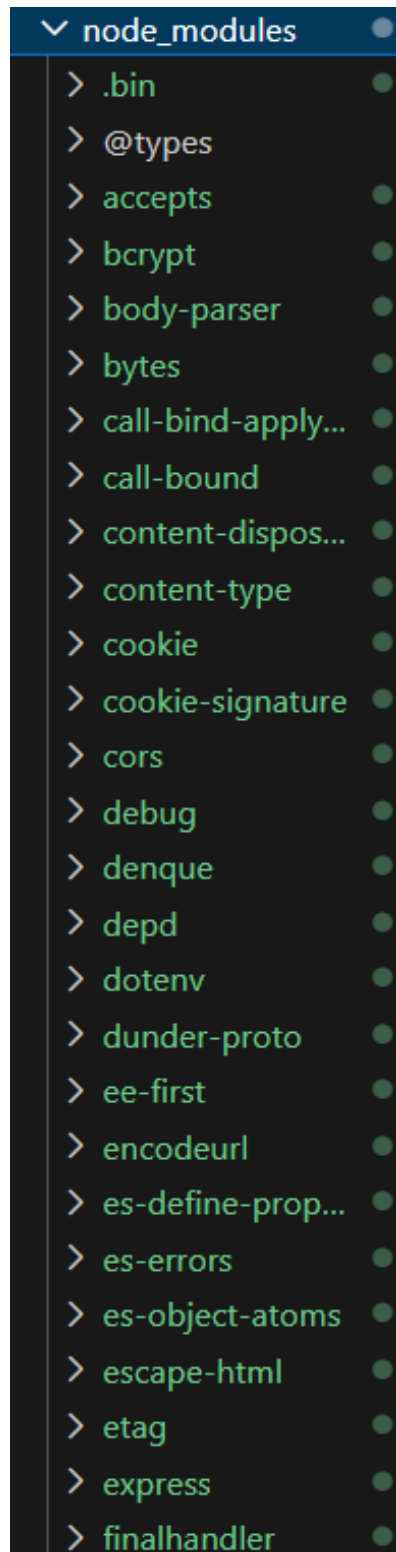 node_modules
.bin
@types
accepts
bcrypt
body-parser
bytes
call-bind-apply...
call-bound
content-dispos...
content-type
cookie
cookie-signature
cors
debug
denque
depd
dotenv
dunder-proto
ee-first
encodeurl
es-define-prop...
es-errors
es-object-atoms
escape-html
etag
express
finalhandler